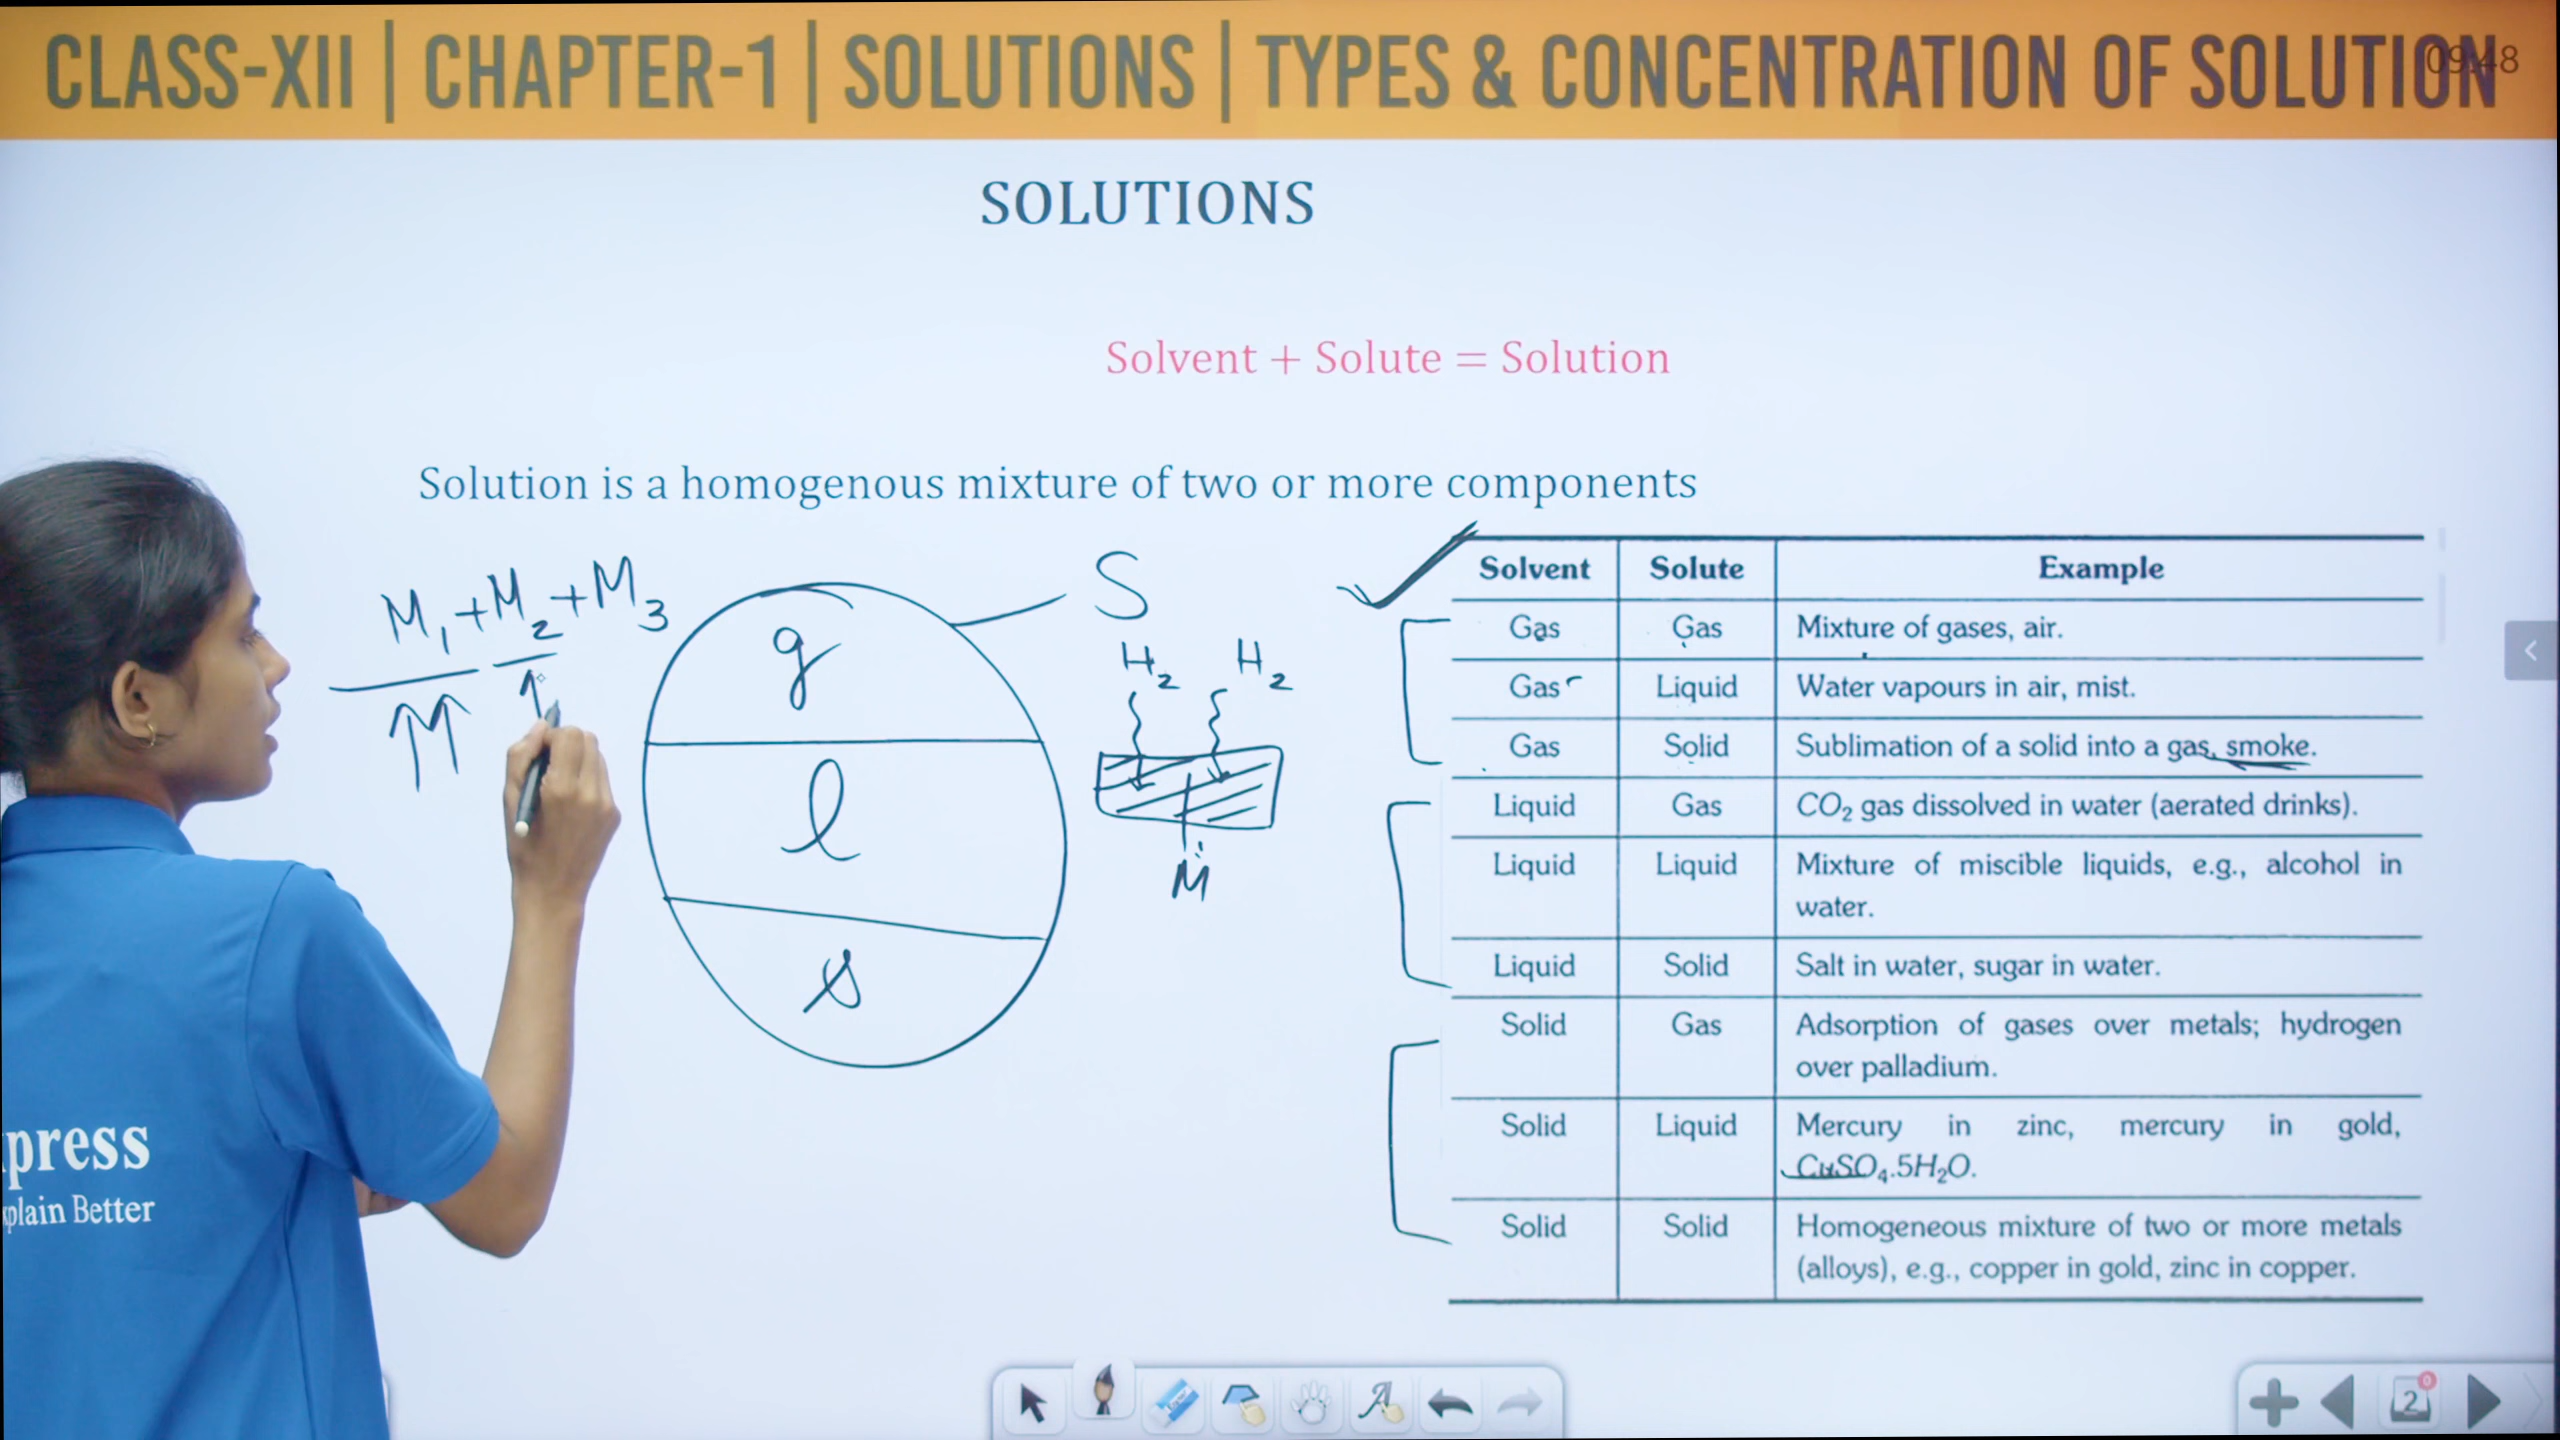 CLASS-XII | CHAPTER-1 | SOLUTIONS | TYPES & CONCENTRATION OF SOLUTION
09:48
SOLUTIONS
Solvent + Solute = Solution
Solution is a homogenous mixture of two or more components
M₁+M₂+M₃
M
g
l
s
S
H₂ H₂
M
Solvent Solute Example
Gas Gas Mixture of gases, air.
Gas Liquid Water vapours in air, mist.
Gas Solid Sublimation of a solid into a gas, smoke.
Liquid Gas CO₂ gas dissolved in water (aerated drinks).
Liquid Liquid Mixture of miscible liquids, e.g., alcohol in
water.
Liquid Solid Salt in water, sugar in water.
Solid Gas Adsorption of gases over metals; hydrogen
over palladium.
Solid Liquid Mercury in zinc, mercury in gold,
CuSO₄.5H₂O.
Solid Solid Homogeneous mixture of two or more metals
(alloys), e.g., copper in gold, zinc in copper.
press
plain Better
2
0